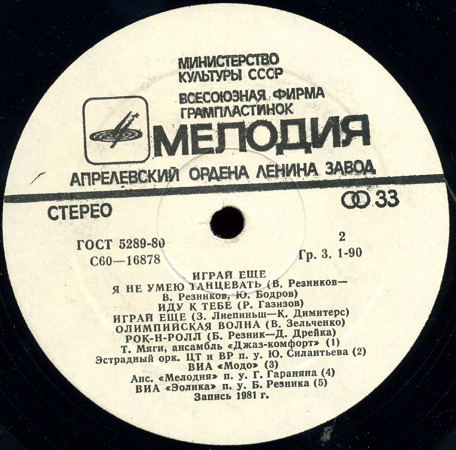 МИНИСТЕРСТВО
КУЛЬТУРЫ СССР
ВСЕСОЮЗНАЯ ФИРМА
ГРАМПЛАСТИНОК
МЕЛОДИЯ
АПРЕЛЕВСКИЙ ОРДЕНА ЛЕНИНА ЗАВОД
СТЕРЕО 33
ГОСТ 5289-80 2
С60—16878 Гр. 3. 1-90
ИГРАЙ ЕЩЕ
Я НЕ УМЕЮ ТАНЦЕВАТЬ (В. Резников—
В. Резников, Ю. Бодров)
ИДУ К ТЕБЕ (Р. Газизов)
ИГРАЙ ЕЩЕ (З. Лиепиньш—К. Димитерс)
ОЛИМПИЙСКАЯ ВОЛНА (В. Зельченко)
РОК-Н-РОЛЛ (Б. Резник—Д. Дрейка)
Т. Мяги, ансамбль «Джаз-комфорт» (1)
Эстрадный орк. ЦТ и ВР п. у. Ю. Силантьева (2)
ВИА «Модо» (3)
Анс. «Мелодия» п. у. Г. Гараняна (4)
ВИА «Эолика» п. у. Б. Резника (5)
Запись 1981 г.